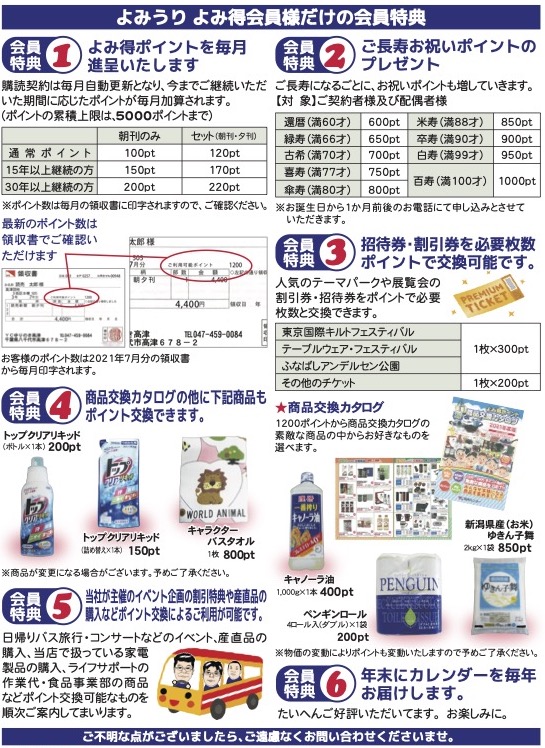 よみうり よみ得会員様だけの会員特典
会員特典1 よみ得ポイントを毎月
進呈いたします
購読契約は毎月自動更新となり、今までご継続いただい
た期間に応じたポイントが毎月加算されます。
(ポイントの累積上限は、5000ポイントまで)
朝刊のみ セット(朝刊・夕刊)
通常ポイント 100pt 120pt
15年以上継続の方 150pt 170pt
30年以上継続の方 200pt 220pt
※ポイント数は毎月の領収書に印字されますので、ご確認ください。
最新のポイント数は
領収書でご確認い
ただけます
領収書
太郎 様
ご利用可能ポイント 1200
部数 金額
朝夕刊
4,400
4,400円
TEL047-459-0084
千葉県八千代市高津678-2
お客様のポイント数は2021年7月分の領収書
から毎月印字されます。
会員特典2 ご長寿お祝いポイントの
プレゼント
ご長寿になるごとに、お祝いポイントも増していきます。
【対 象】ご契約者様及び配偶者様
還暦(満60才) 600pt 米寿(満88才) 850pt
緑寿(満66才) 650pt 卒寿(満90才) 900pt
古希(満70才) 700pt 白寿(満99才) 950pt
喜寿(満77才) 750pt 百寿(満100才) 1000pt
傘寿(満80才) 800pt
※お誕生日から1か月前後のお電話にて申し込みとさせて
いただきます。
会員特典3 招待券・割引券を必要枚数
ポイントで交換可能です。
人気のテーマパークや展覧会の
割引券・招待券をポイントで必要
枚数と交換できます。
PREMIUM
TICKET
東京国際キルトフェスティバル
テーブルウェア・フェスティバル 1枚×300pt
ふなばしアンデルセン公園
その他のチケット 1枚×200pt
会員特典4 商品交換カタログの他に下記商品も
ポイント交換できます。
トップクリアリキッド
(ボトル×1本) 200pt
トップクリアリキッド
(詰め替え×1本) 150pt
WORLD ANIMAL
キャラクター
バスタオル
1枚 800pt
※商品が変更になる場合がございます。予めご了承ください。
★商品交換カタログ
1200ポイントから商品交換カタログの
素敵な商品の中からお好きなものを
選べます。
キャノーラ油
1,000g×1本 400pt
PENGUIN
ペンギンロール
4ロール入(ダブル)×1袋
200pt
新潟県産(お米)
ゆきん子舞
2kg×1袋 850pt
ゆきん子舞
※物価の変動によりポイントも変動いたしますので予めご了承ください。
会員特典5 当社が主催のイベント企画の割引特典や産直品の
購入などポイント交換によるご利用が可能です。
日帰りバス旅行・コンサートなどのイベント、産直品の
購入、当店で扱っている家電
製品の購入、ライフサポートの
作業代・食品事業部の商品
などポイント交換可能なものを
順次ご案内してまいります。
会員特典6 年末にカレンダーを毎年
お届けします。
たいへんご好評いただいてます。 お楽しみに。
ご不明な点がございましたら、ご遠慮なくお問い合わせくださいませ。